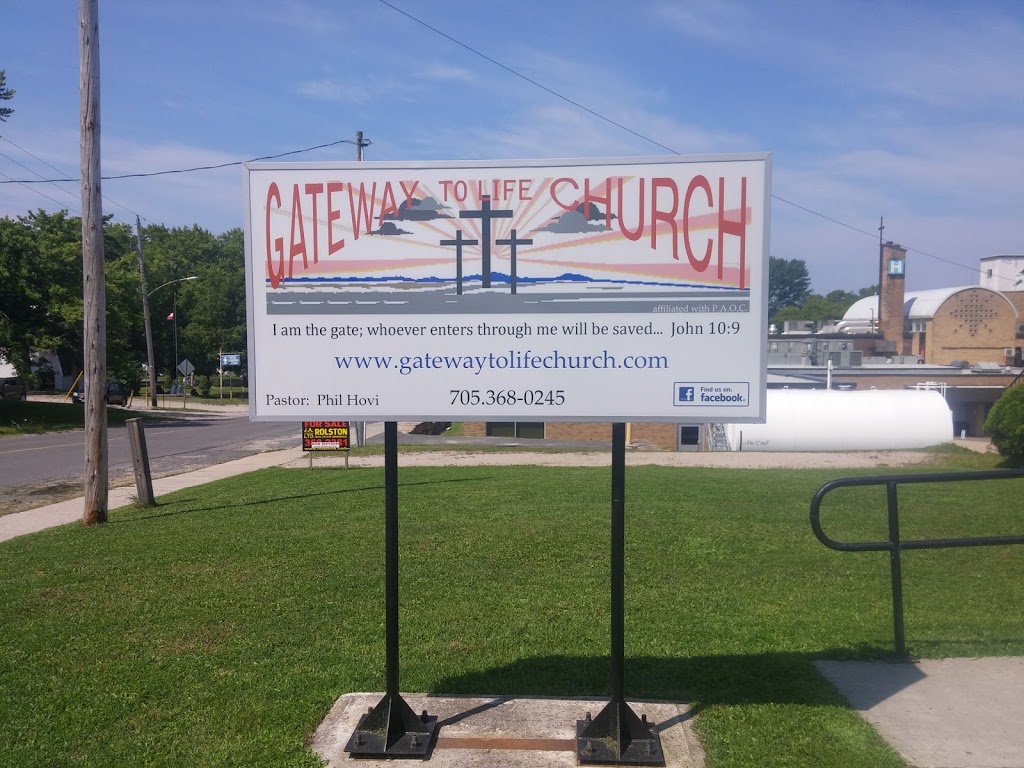 GATEWAY TO LIFE CHURCH
affiliated with P.A.O.C.
I am the gate; whoever enters through me will be saved... John 10:9
www.gatewaytolifechurch.com
Pastor: Phil Hovi
705.368-0245
f Find us on:
facebook.
FOR SALE
ROLSTON
H